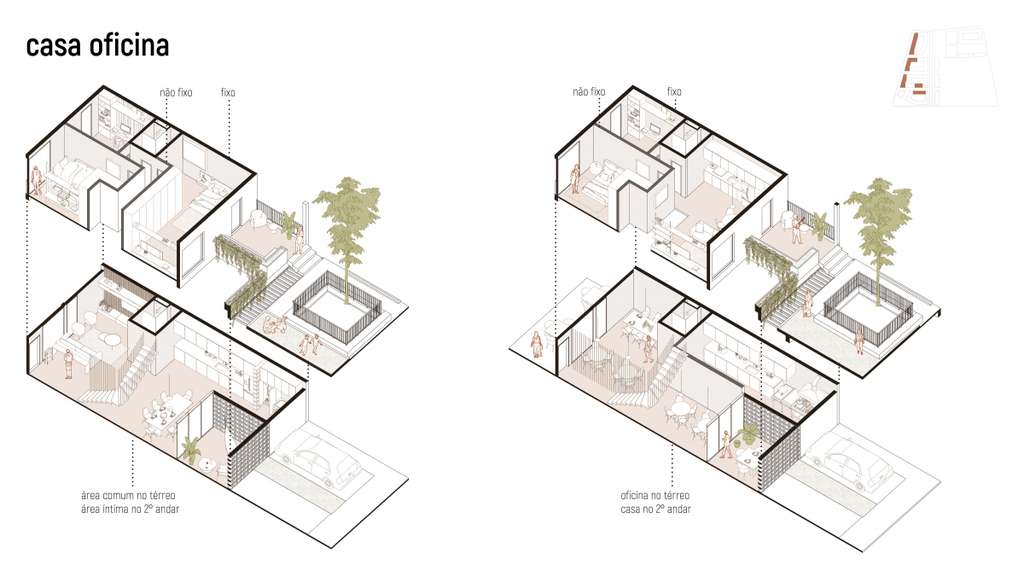 casa oficina
não fixo
fixo
não fixo
fixo
área comum no térreo
área íntima no 2º andar
oficina no térreo
casa no 2º andar